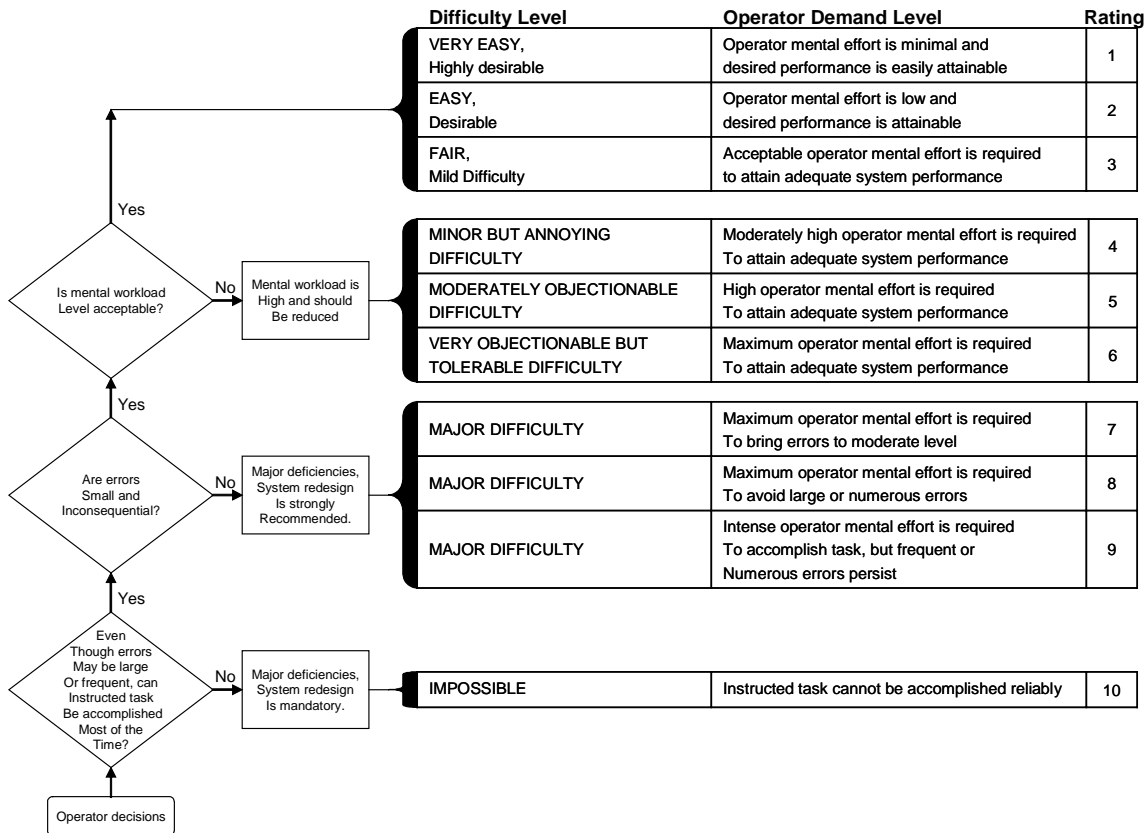 Difficulty Level Operator Demand Level Rating
VERY EASY,
Highly desirable
Operator mental effort is minimal and
desired performance is easily attainable
1
EASY,
Desirable
Operator mental effort is low and
desired performance is attainable
2
FAIR,
Mild Difficulty
Acceptable operator mental effort is required
to attain adequate system performance
3
Yes
Is mental workload
Level acceptable?
No
Mental workload is
High and should
Be reduced
MINOR BUT ANNOYING
DIFFICULTY
Moderately high operator mental effort is required
To attain adequate system performance
4
MODERATELY OBJECTIONABLE
DIFFICULTY
High operator mental effort is required
To attain adequate system performance
5
VERY OBJECTIONABLE BUT
TOLERABLE DIFFICULTY
Maximum operator mental effort is required
To attain adequate system performance
6
Yes
Are errors
Small and
Inconsequential?
No
Major deficiencies,
System redesign
Is strongly
Recommended.
MAJOR DIFFICULTY
Maximum operator mental effort is required
To bring errors to moderate level
7
MAJOR DIFFICULTY
Maximum operator mental effort is required
To avoid large or numerous errors
8
MAJOR DIFFICULTY
Intense operator mental effort is required
To accomplish task, but frequent or
Numerous errors persist
9
Yes
Even
Though errors
May be large
Or frequent, can
Instructed task
Be accomplished
Most of the
Time?
No
Major deficiencies,
System redesign
Is mandatory.
IMPOSSIBLE
Instructed task cannot be accomplished reliably
10
Operator decisions